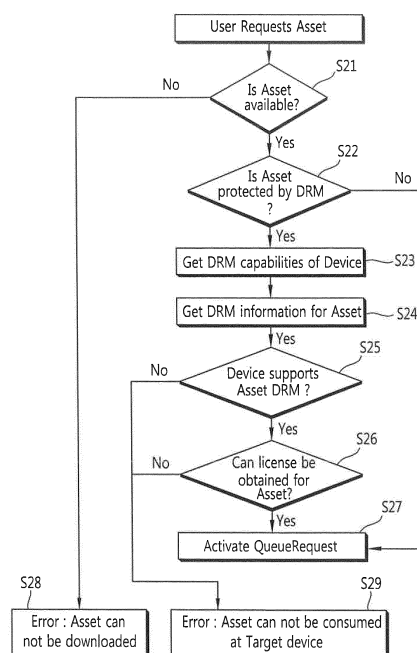 User Requests Asset
S21
No
Is Asset
available?
Yes
S22
Is Asset
protected by DRM
?
No
Yes
Get DRM capabilities of Device
S23
Get DRM information for Asset
S24
Yes
S25
No
Device supports
Asset DRM ?
Yes
S26
No
Can license be
obtained for
Asset?
S27
Yes
Activate QueueRequest
S28
S29
Error : Asset can
not be downloaded
Error : Asset can not be consumed
at Target device